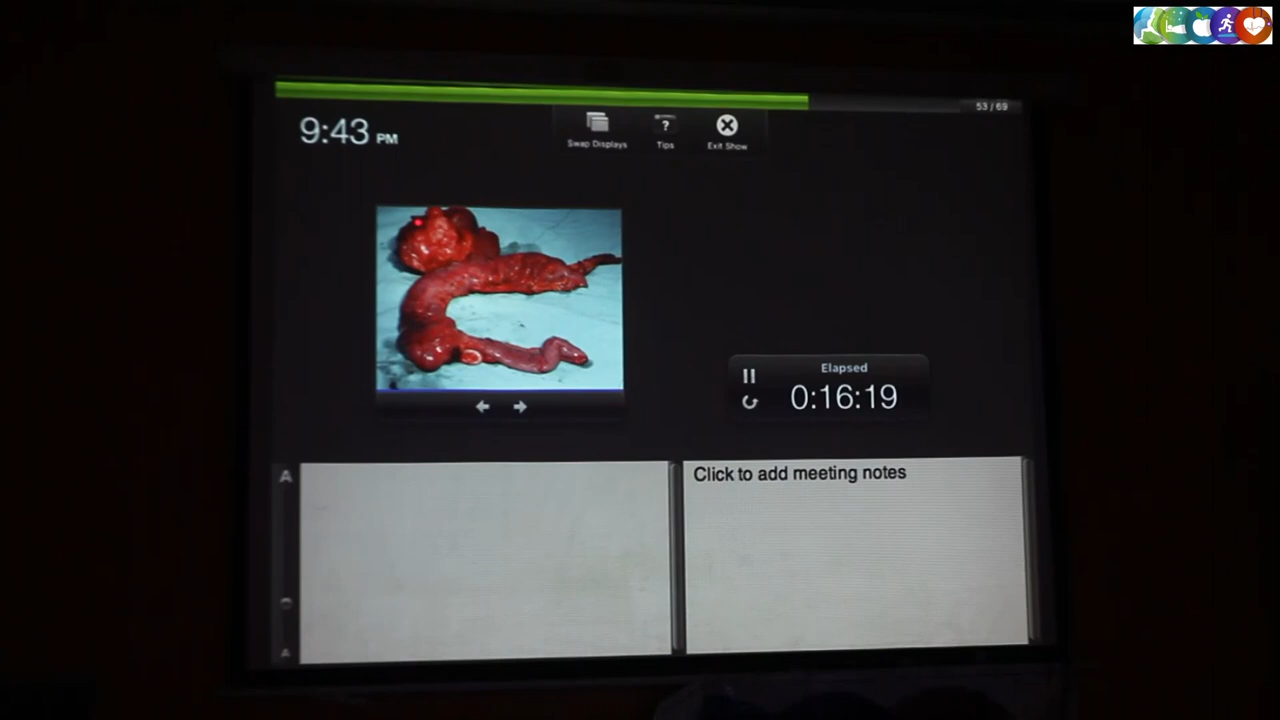 53 / 69
9:43 PM
Swap Displays
Tips
Exit Show
Elapsed
0:16:19
A
A
Click to add meeting notes